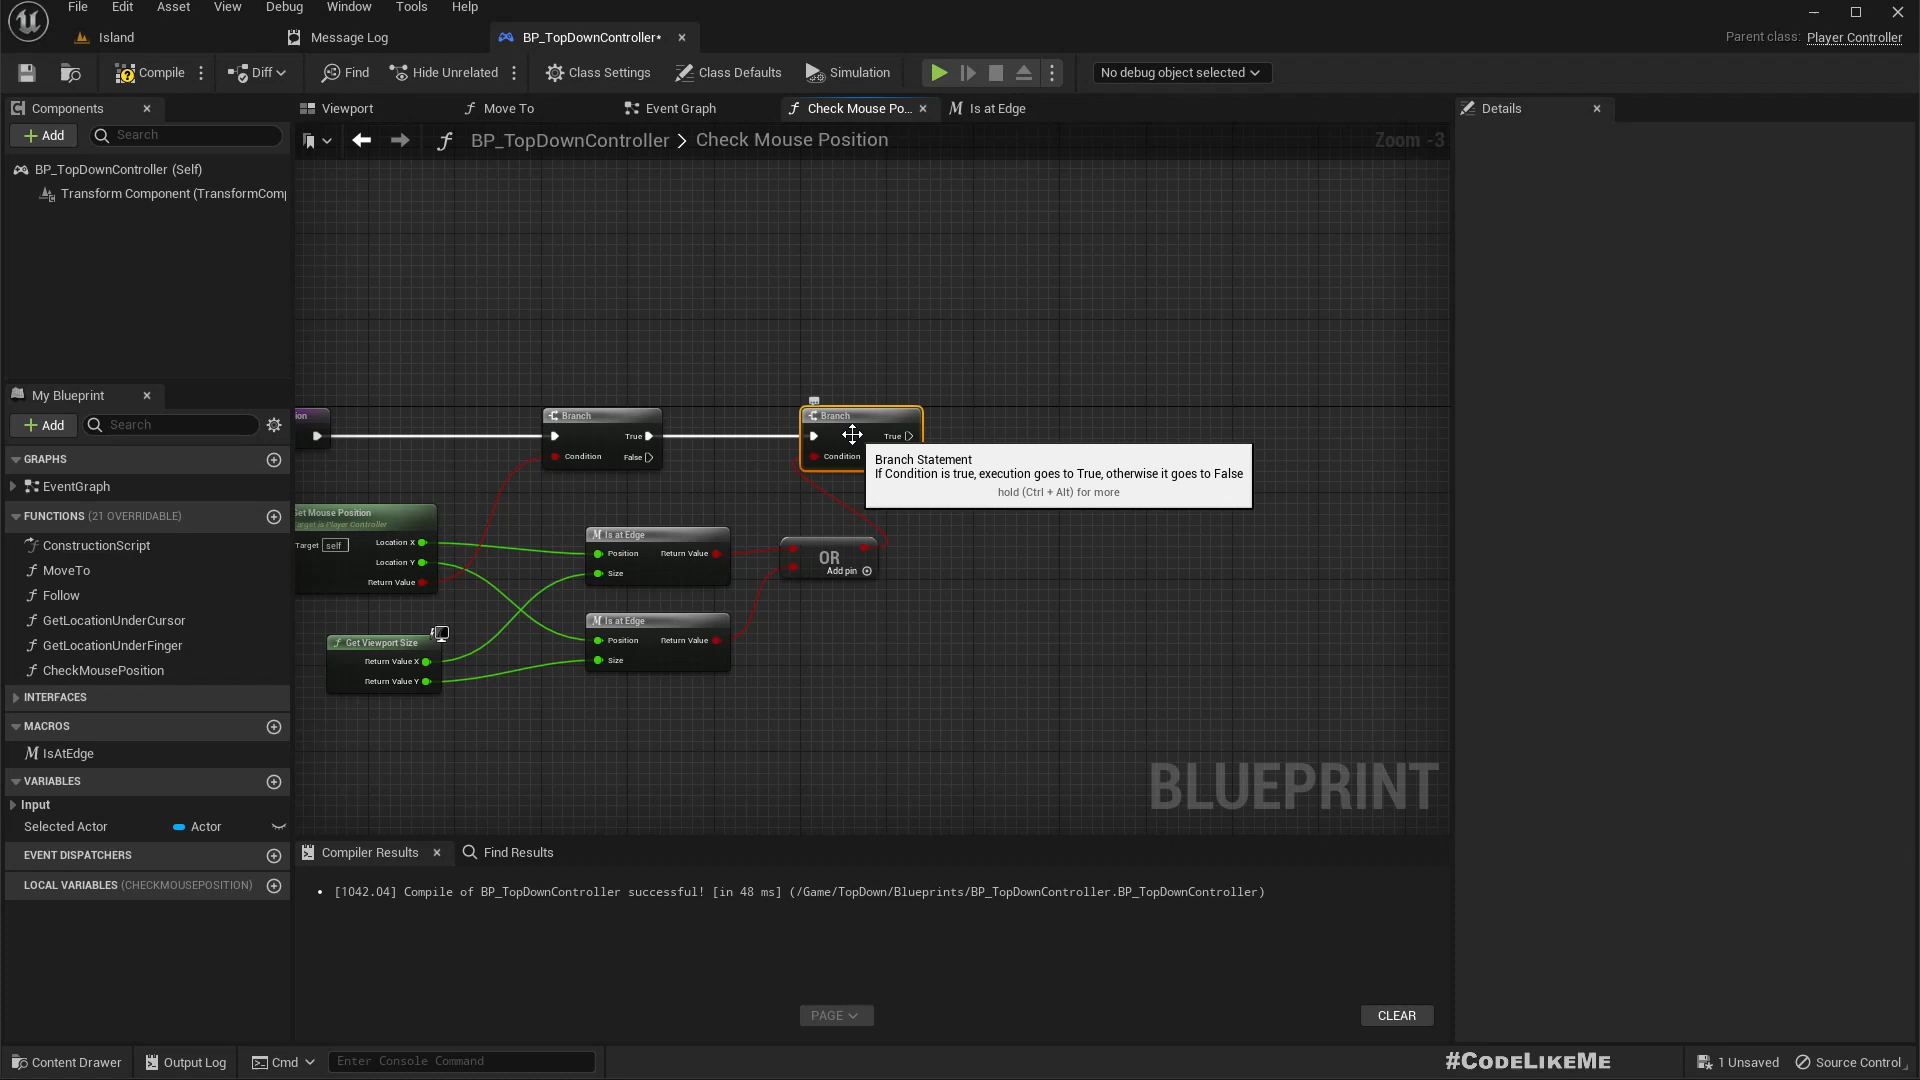 File Edit Asset View Debug Window Tools Help
Island
Message Log
BP_TopDownController*
Parent class: Player Controller
Compile
Diff
Find
Hide Unrelated
Class Settings
Class Defaults
Simulation
No debug object selected
Components
Add
Search
BP_TopDownController (Self)
Transform Component (TransformComp
Viewport
Move To
Event Graph
Check Mouse Po...
Is at Edge
Details
BP_TopDownController > Check Mouse Position
Zoom -3
My Blueprint
Add
Search
GRAPHS
EventGraph
FUNCTIONS (21 OVERRIDABLE)
ConstructionScript
MoveTo
Follow
GetLocationUnderCursor
GetLocationUnderFinger
CheckMousePosition
INTERFACES
MACROS
IsAtEdge
VARIABLES
Input
Selected Actor
Actor
EVENT DISPATCHERS
LOCAL VARIABLES (CHECKMOUSEPOSITION)
ion
Branch
True
Condition
False
Branch
True
Condition
Branch Statement
If Condition is true, execution goes to True, otherwise it goes to False
hold (Ctrl + Alt) for more
Get Mouse Position
Target is Player Controller
Target self
Location X
Location Y
Return Value
Get Viewport Size
Return Value X
Return Value Y
Is at Edge
Position
Return Value
Size
Is at Edge
Position
Return Value
Size
OR
Add pin
BLUEPRINT
Compiler Results
Find Results
[1042.04] Compile of BP_TopDownController successful! [in 48 ms] (/Game/TopDown/Blueprints/BP_TopDownController.BP_TopDownController)
PAGE
CLEAR
Content Drawer
Output Log
Cmd
Enter Console Command
#CodeLikeMe
1 Unsaved
Source Control